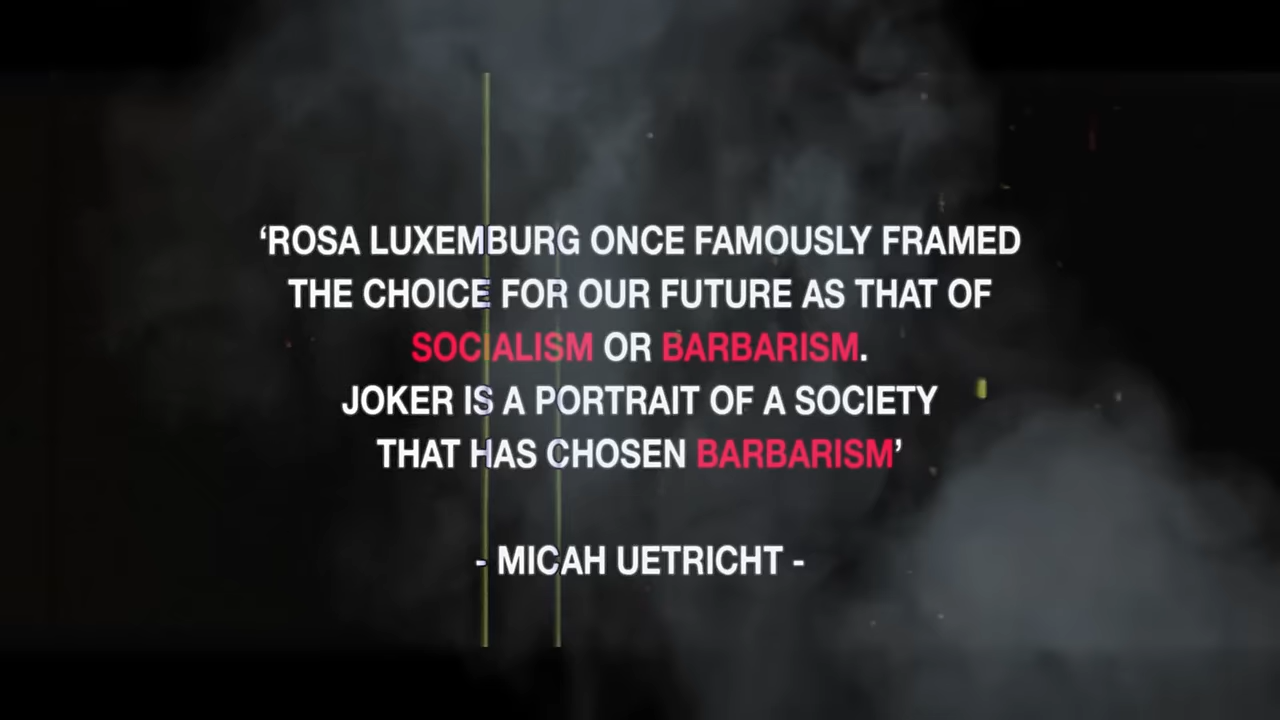 ‘ROSA LUXEMBURG ONCE FAMOUSLY FRAMED
THE CHOICE FOR OUR FUTURE AS THAT OF
SOCIALISM OR BARBARISM.
JOKER IS A PORTRAIT OF A SOCIETY
THAT HAS CHOSEN BARBARISM’
- MICAH UETRICHT -